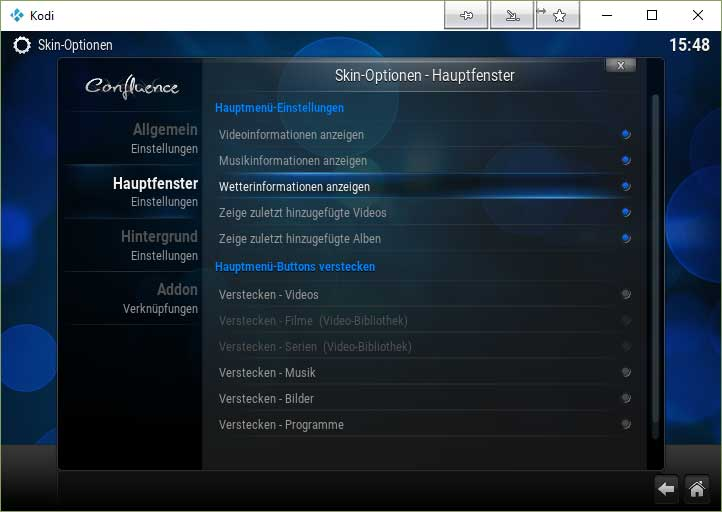 Kodi
Skin-Optionen
15:48
Confluence
Skin-Optionen - Hauptfenster
X
Hauptmenü-Einstellungen
Allgemein
Einstellungen
Videoinformationen anzeigen
Musikinformationen anzeigen
Hauptfenster
Einstellungen
Wetterinformationen anzeigen
Zeige zuletzt hinzugefügte Videos
Hintergrund
Einstellungen
Zeige zuletzt hinzugefügte Alben
Hauptmenü-Buttons verstecken
Addon
Verknüpfungen
Verstecken - Videos
Verstecken - Filme (Video-Bibliothek)
Verstecken - Serien (Video-Bibliothek)
Verstecken - Musik
Verstecken - Bilder
Verstecken - Programme